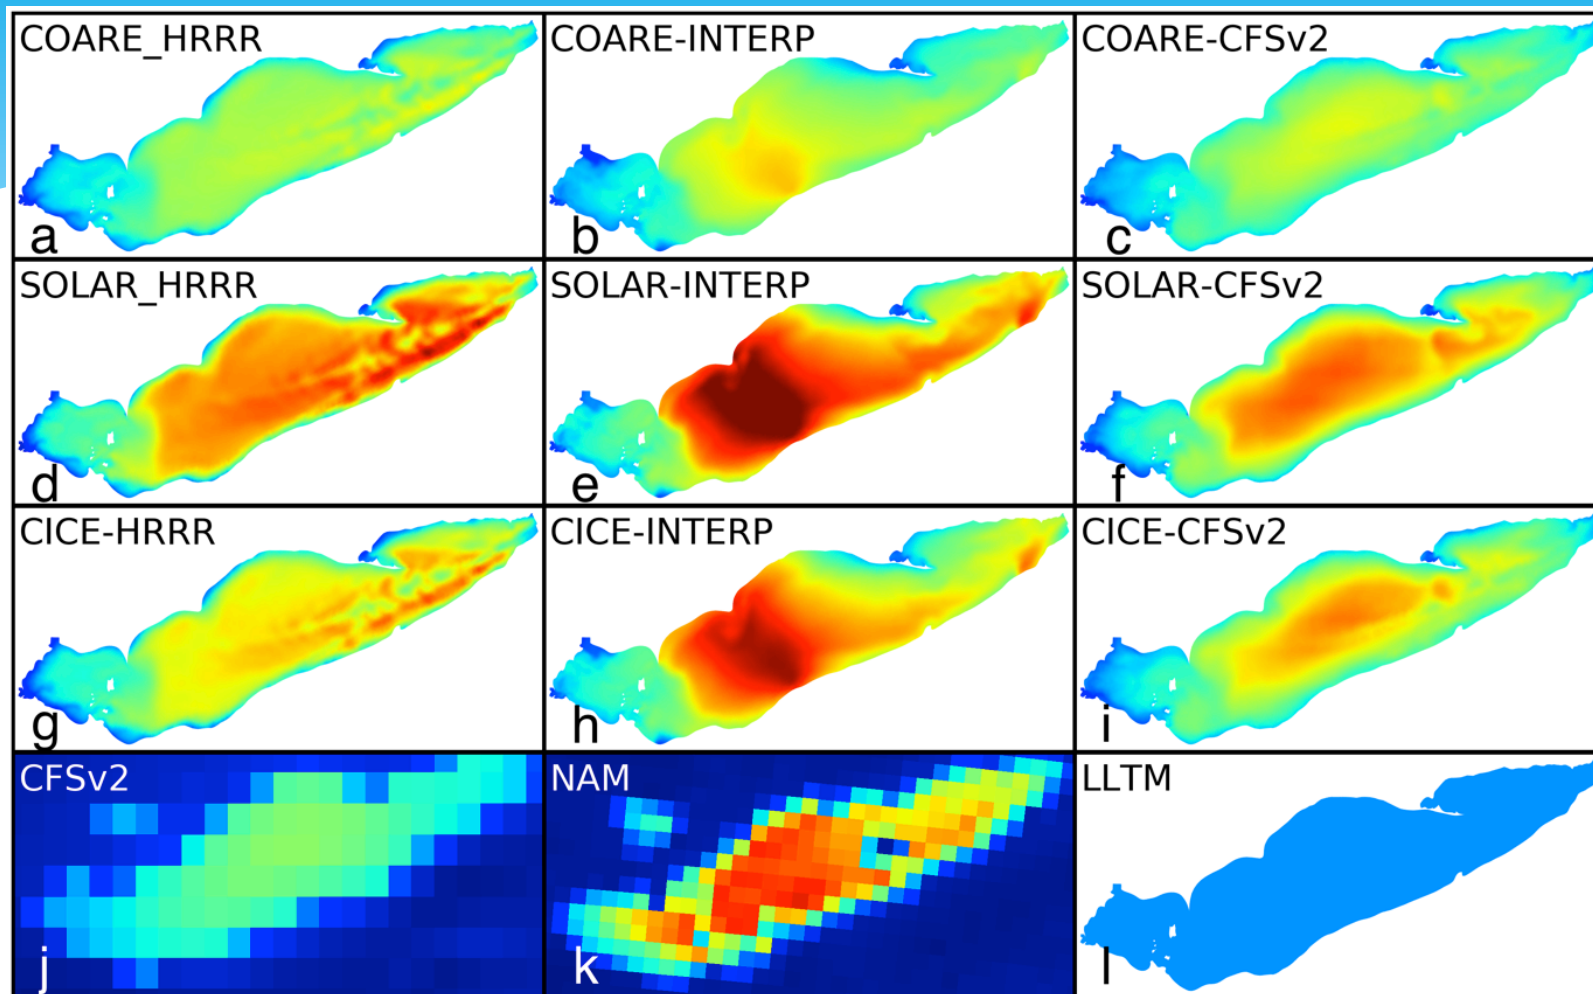 COARE_HRRR
a
COARE-INTERP
b
COARE-CFSv2
c
SOLAR_HRRR
d
SOLAR-INTERP
e
SOLAR-CFSv2
f
CICE-HRRR
g
CICE-INTERP
h
CICE-CFSv2
i
CFSv2
j
NAM
k
LLTM
l